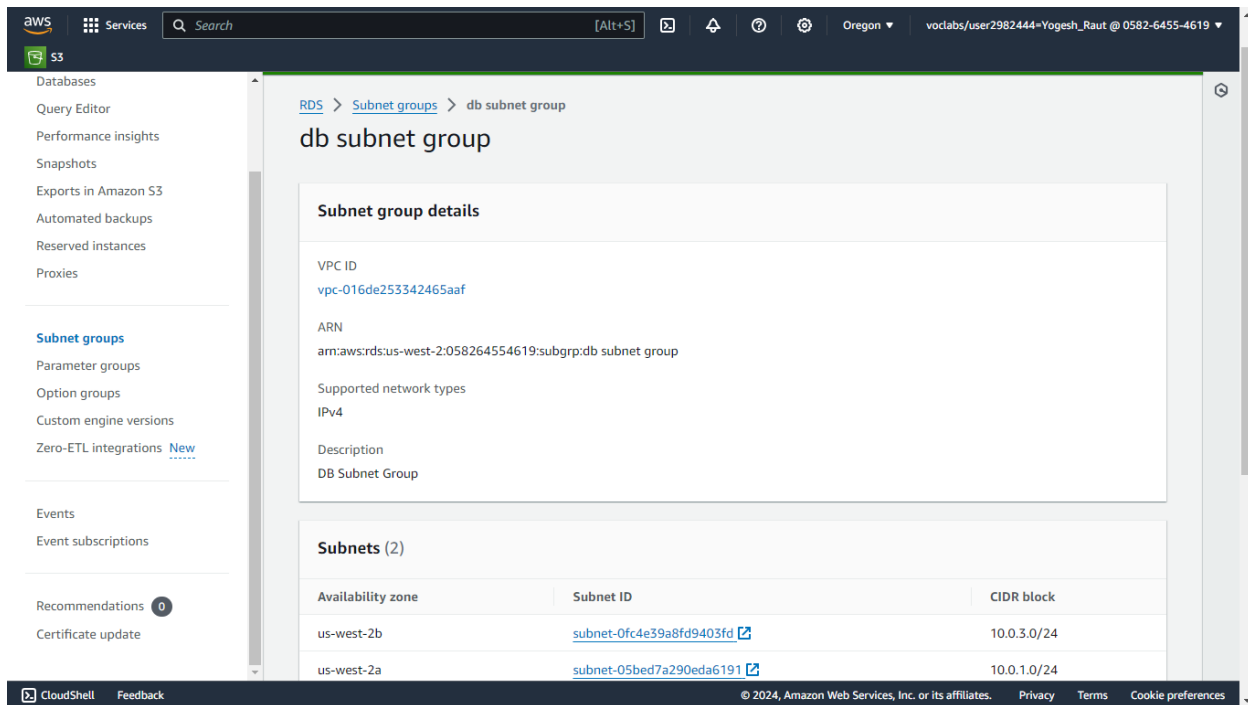 aws
Services
Search
[Alt+S]
Oregon ▼
voclabs/user2982444=Yogesh_Raut @ 0582-6455-4619 ▼
S3
Databases
Query Editor
Performance insights
Snapshots
Exports in Amazon S3
Automated backups
Reserved instances
Proxies
Subnet groups
Parameter groups
Option groups
Custom engine versions
Zero-ETL integrations New
Events
Event subscriptions
Recommendations 0
Certificate update
RDS > Subnet groups > db subnet group
db subnet group
Subnet group details
VPC ID
vpc-016de253342465aaf
ARN
arn:aws:rds:us-west-2:058264554619:subgrp:db subnet group
Supported network types
IPv4
Description
DB Subnet Group
Subnets (2)
Availability zone Subnet ID CIDR block
us-west-2b subnet-0fc4e39a8fd9403fd 10.0.3.0/24
us-west-2a subnet-05bed7a290eda6191 10.0.1.0/24
CloudShell Feedback © 2024, Amazon Web Services, Inc. or its affiliates. Privacy Terms Cookie preferences